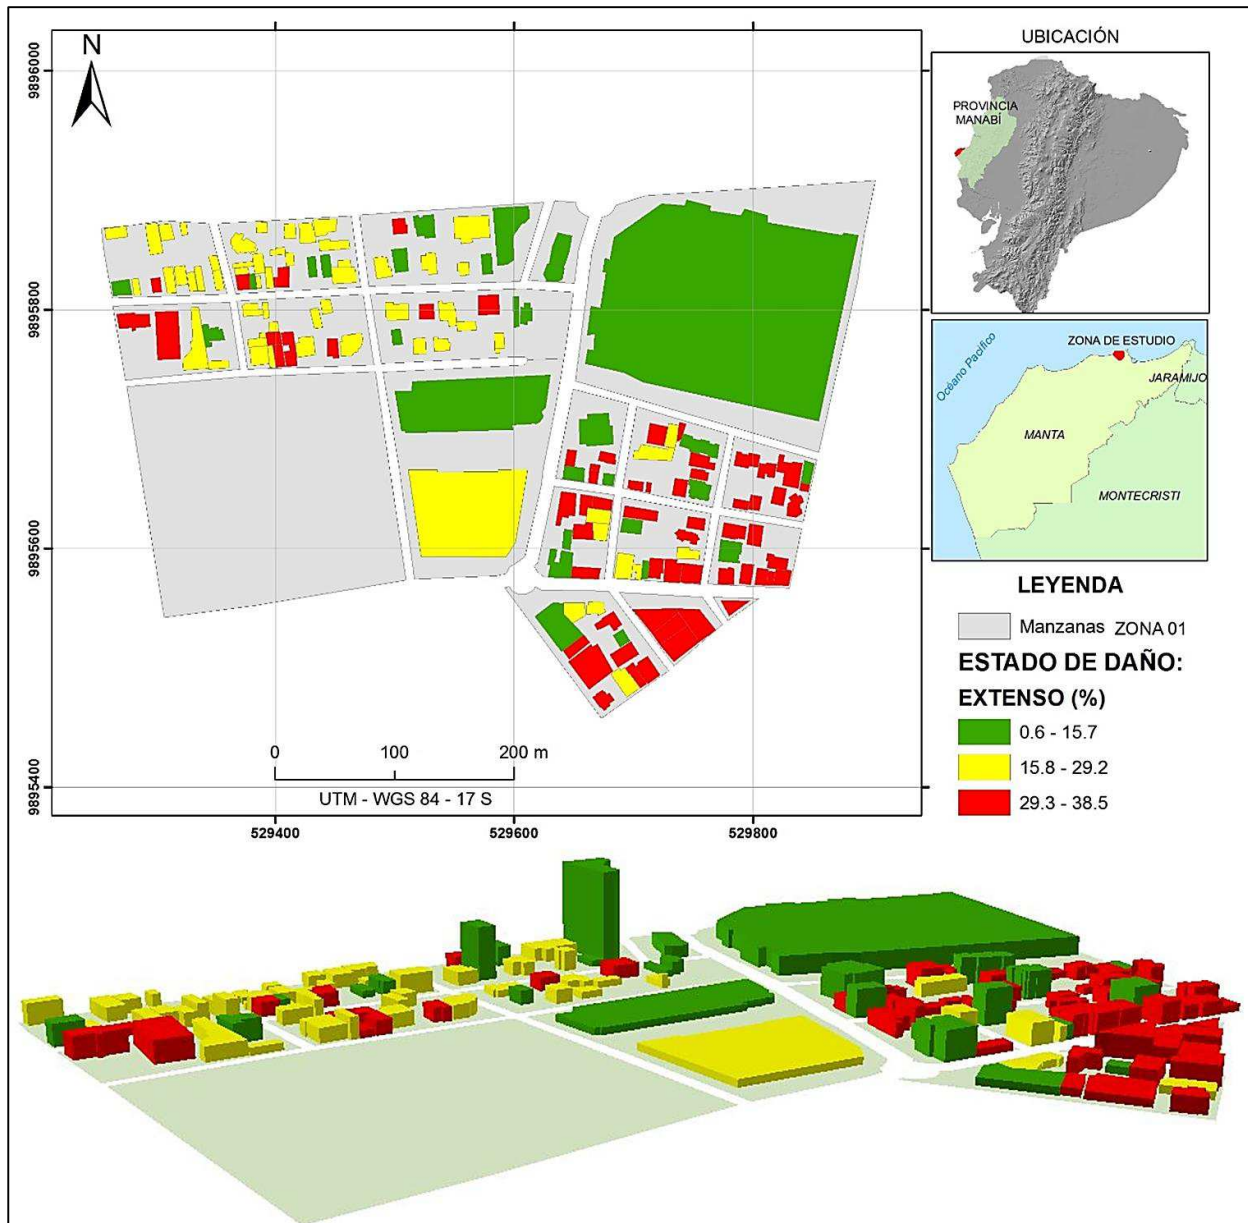 N
9896000
9895800
9895600
9895400
0 100 200 m
UTM - WGS 84 - 17 S
529400 529600 529800
UBICACIÓN
PROVINCIA
MANABÍ
Océano Pacífico
ZONA DE ESTUDIO
JARAMIJO
MANTA
MONTECRISTI
LEYENDA
Manzanas ZONA 01
ESTADO DE DAÑO:
EXTENSO (%)
0.6 - 15.7
15.8 - 29.2
29.3 - 38.5